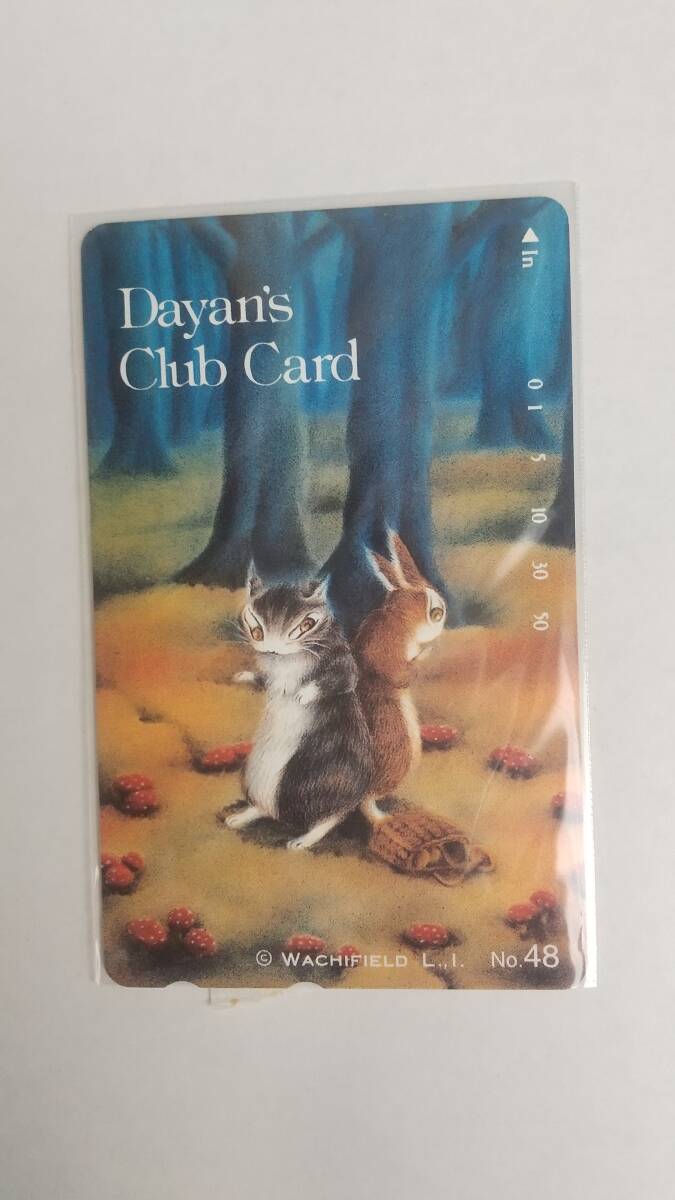 Dayan's
Club Card
◀In
0 1 5 10 30 50
© WACHIFIELD L.,I. No.48